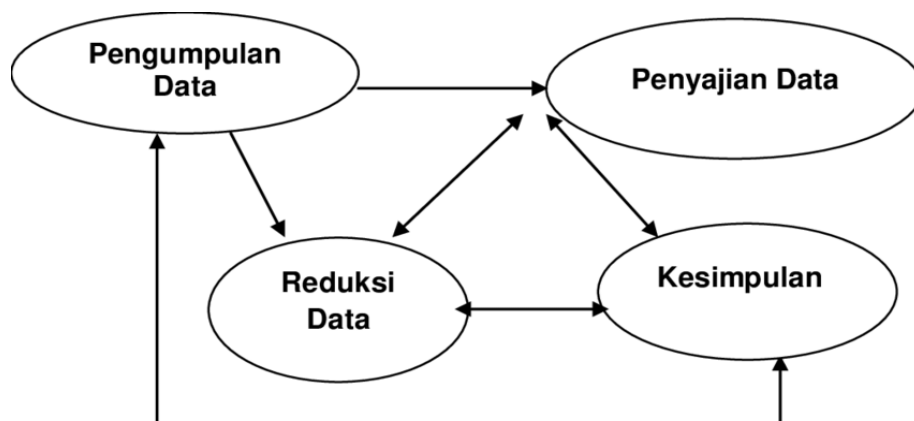 Pengumpulan
Data
Penyajian Data
Reduksi
Data
Kesimpulan